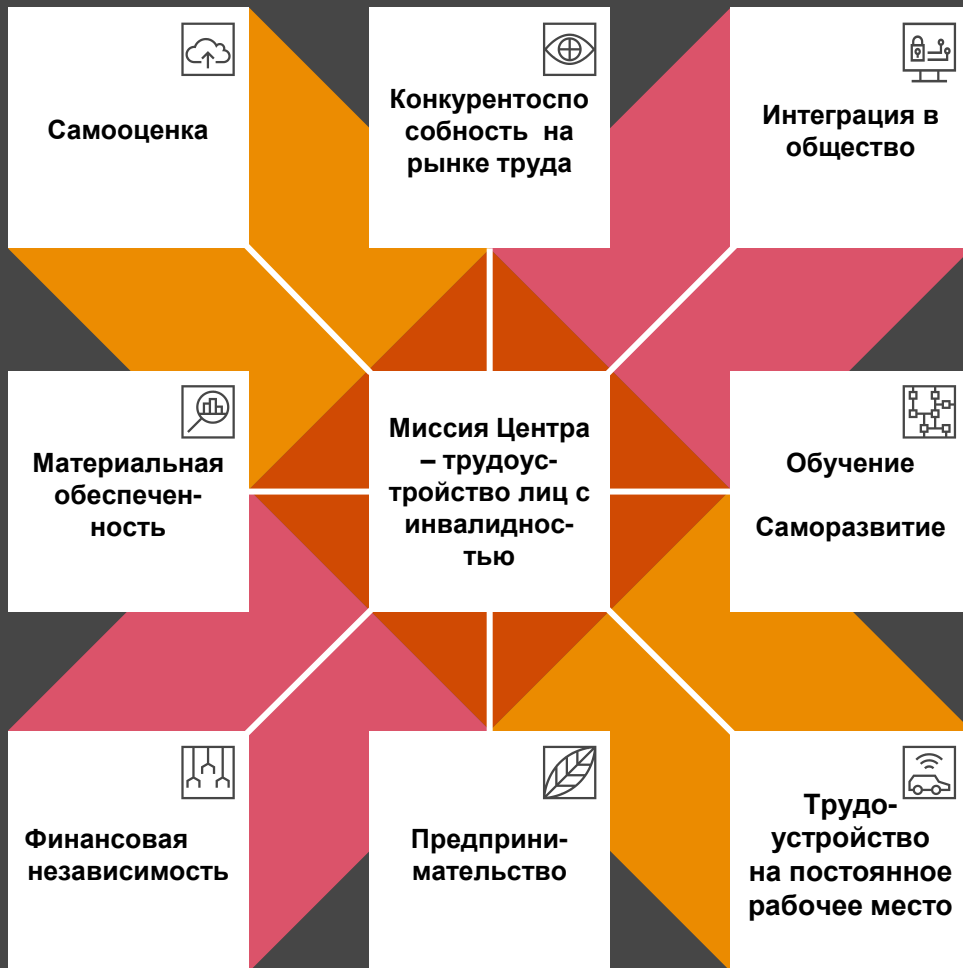 Самооценка
Конкурентоспо
собность на
рынке труда
Интеграция в
общество
Материальная
обеспечен-
ность
Миссия Центра
– трудоус-
тройство лиц с
инвалиднос-
тью
Обучение
Саморазвитие
Финансовая
независимость
Предприни-
мательство
Трудо-
устройство
на постоянное
рабочее место